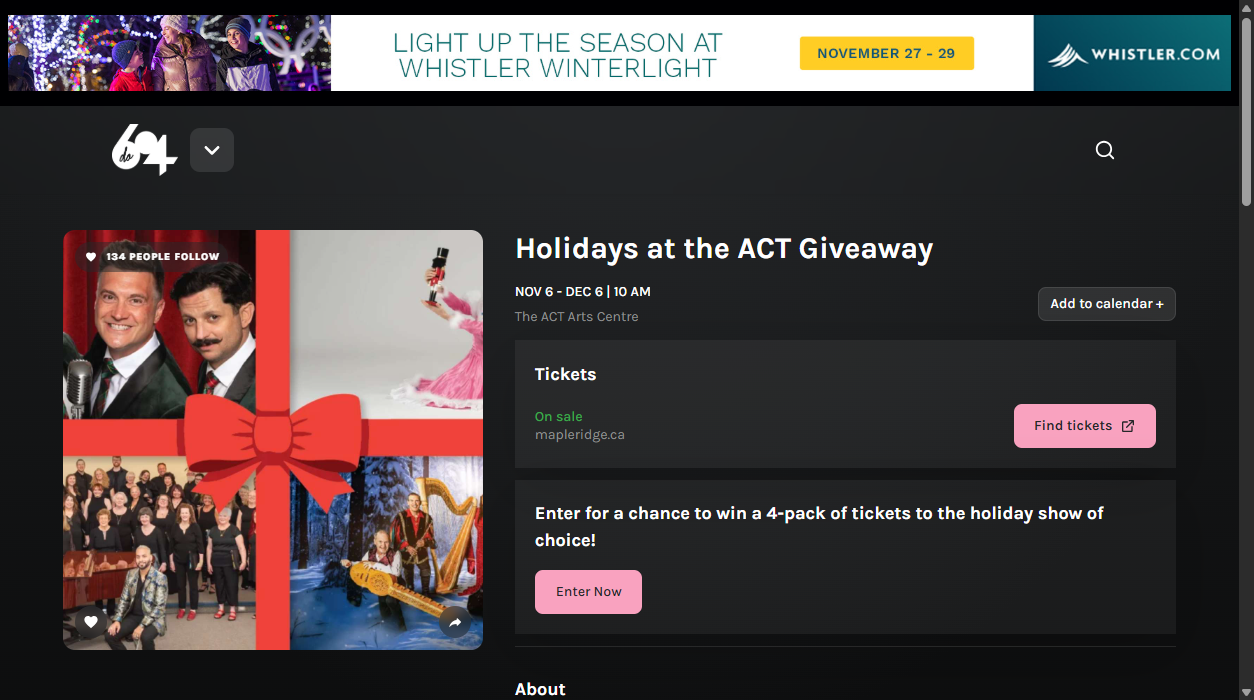 LIGHT UP THE SEASON AT
WHISTLER WINTERLIGHT
NOVEMBER 27 - 29
WHISTLER.COM
do
604
134 PEOPLE FOLLOW
Holidays at the ACT Giveaway
NOV 6 - DEC 6 | 10 AM
The ACT Arts Centre
Add to calendar +
Tickets
On sale
mapleridge.ca
Find tickets
Enter for a chance to win a 4-pack of tickets to the holiday show of
choice!
Enter Now
About